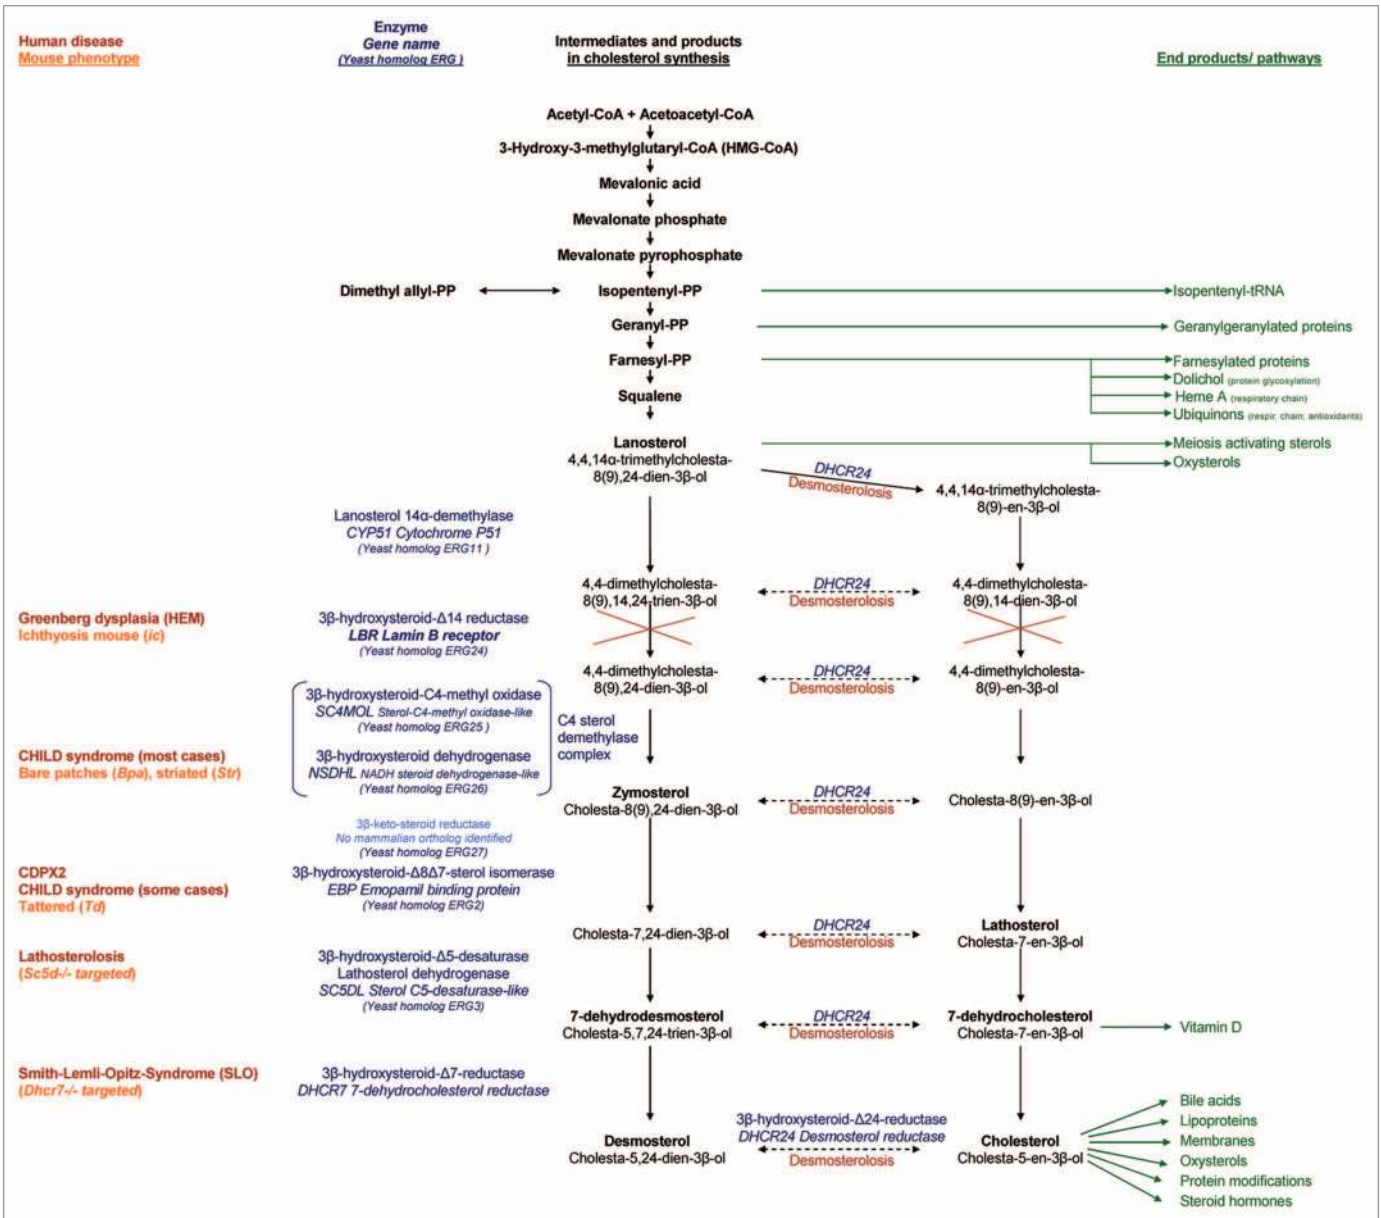 Human disease
Mouse phenotype
Enzyme
Gene name
(Yeast homolog ERG )
Intermediates and products
in cholesterol synthesis
End products/ pathways
Acetyl-CoA + Acetoacetyl-CoA
3-Hydroxy-3-methylglutaryl-CoA (HMG-CoA)
Mevalonic acid
Mevalonate phosphate
Mevalonate pyrophosphate
Dimethyl allyl-PP
Isopentenyl-PP
Isopentenyl-tRNA
Geranyl-PP
Geranylgeranylated proteins
Farnesyl-PP
Farnesylated proteins
Dolichol (protein glycosylation)
Heme A (respiratory chain)
Ubiquinons (respir. chain; antioxidants)
Squalene
Lanosterol
4,4,14α-trimethylcholesta-
8(9),24-dien-3β-ol
Meiosis activating sterols
Oxysterols
DHCR24
Desmosterolosis
4,4,14α-trimethylcholesta-
8(9)-en-3β-ol
Lanosterol 14α-demethylase
CYP51 Cytochrome P51
(Yeast homolog ERG11 )
4,4-dimethylcholesta-
8(9),14,24-trien-3β-ol
DHCR24
Desmosterolosis
4,4-dimethylcholesta-
8(9),14-dien-3β-ol
Greenberg dysplasia (HEM)
Ichthyosis mouse (ic)
3β-hydroxysteroid-Δ14 reductase
LBR Lamin B receptor
(Yeast homolog ERG24)
4,4-dimethylcholesta-
8(9),24-dien-3β-ol
DHCR24
Desmosterolosis
4,4-dimethylcholesta-
8(9)-en-3β-ol
3β-hydroxysteroid-C4-methyl oxidase
SC4MOL Sterol-C4-methyl oxidase-like
(Yeast homolog ERG25 )
C4 sterol
demethylase
complex
CHILD syndrome (most cases)
Bare patches (Bpa), striated (Str)
3β-hydroxysteroid dehydrogenase
NSDHL NADH steroid dehydrogenase-like
(Yeast homolog ERG26)
Zymosterol
Cholesta-8(9),24-dien-3β-ol
DHCR24
Desmosterolosis
Cholesta-8(9)-en-3β-ol
3β-keto-steroid reductase
No mammalian ortholog identified
(Yeast homolog ERG27)
CDPX2
CHILD syndrome (some cases)
Tattered (Td)
3β-hydroxysteroid-Δ8Δ7-sterol isomerase
EBP Emopamil binding protein
(Yeast homolog ERG2)
Cholesta-7,24-dien-3β-ol
DHCR24
Desmosterolosis
Lathosterol
Cholesta-7-en-3β-ol
Lathosterolosis
(Sc5d-/- targeted)
3β-hydroxysteroid-Δ5-desaturase
Lathosterol dehydrogenase
SC5DL Sterol C5-desaturase-like
(Yeast homolog ERG3)
7-dehydrodesmosterol
Cholesta-5,7,24-trien-3β-ol
DHCR24
Desmosterolosis
7-dehydrocholesterol
Cholesta-7-en-3β-ol
Vitamin D
Smith-Lemli-Opitz-Syndrome (SLO)
(Dhcr7-/- targeted)
3β-hydroxysteroid-Δ7-reductase
DHCR7 7-dehydrocholesterol reductase
Desmosterol
Cholesta-5,24-dien-3β-ol
3β-hydroxysteroid-Δ24-reductase
DHCR24 Desmosterol reductase
Desmosterolosis
Cholesterol
Cholesta-5-en-3β-ol
Bile acids
Lipoproteins
Membranes
Oxysterols
Protein modifications
Steroid hormones